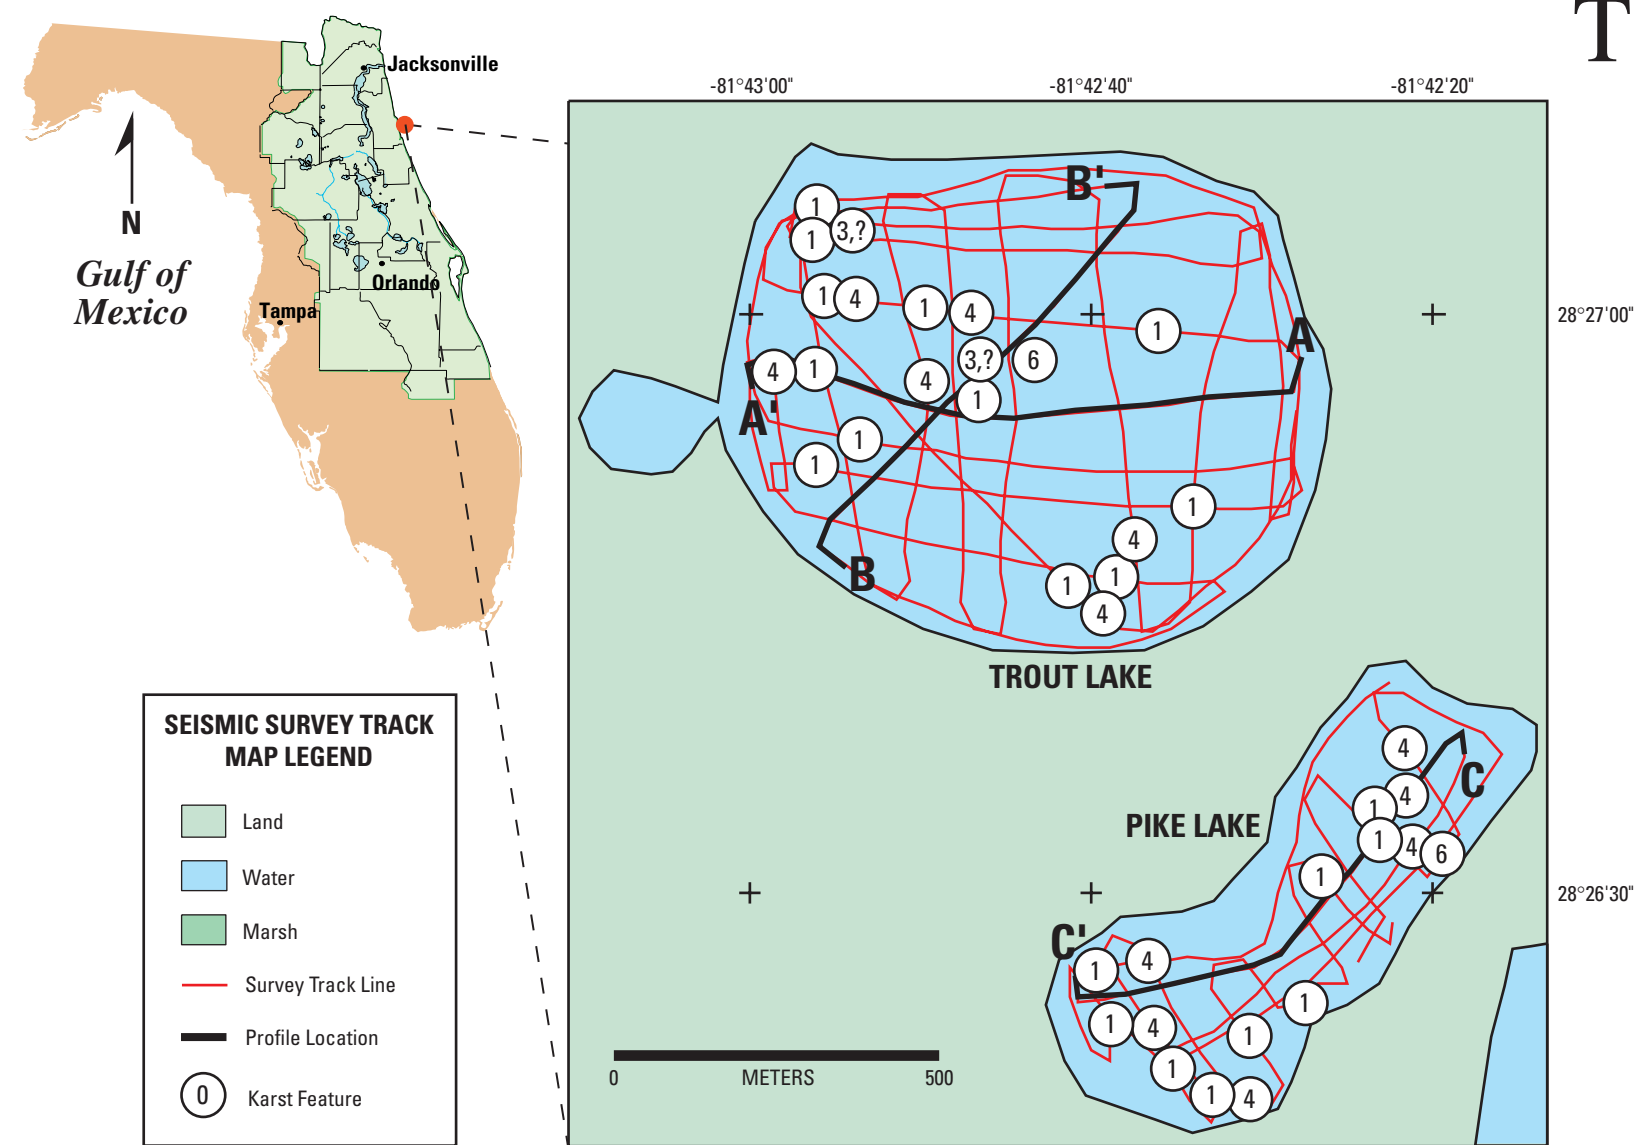 T
Jacksonville
N
Gulf of
Mexico
Orlando
Tampa
-81°43'00"
-81°42'40"
-81°42'20"
28°27'00"
28°26'30"
B'
1
1
3,?
1
4
1
4
1
A
3,?
6
4
1
4
1
A'
1
1
1
4
1
1
4
B
TROUT LAKE
4
C
4
1
1
4
6
1
PIKE LAKE
C'
1
4
1
4
1
1
1
1
4
0
METERS
500
SEISMIC SURVEY TRACK
MAP LEGEND
Land
Water
Marsh
Survey Track Line
Profile Location
0
Karst Feature